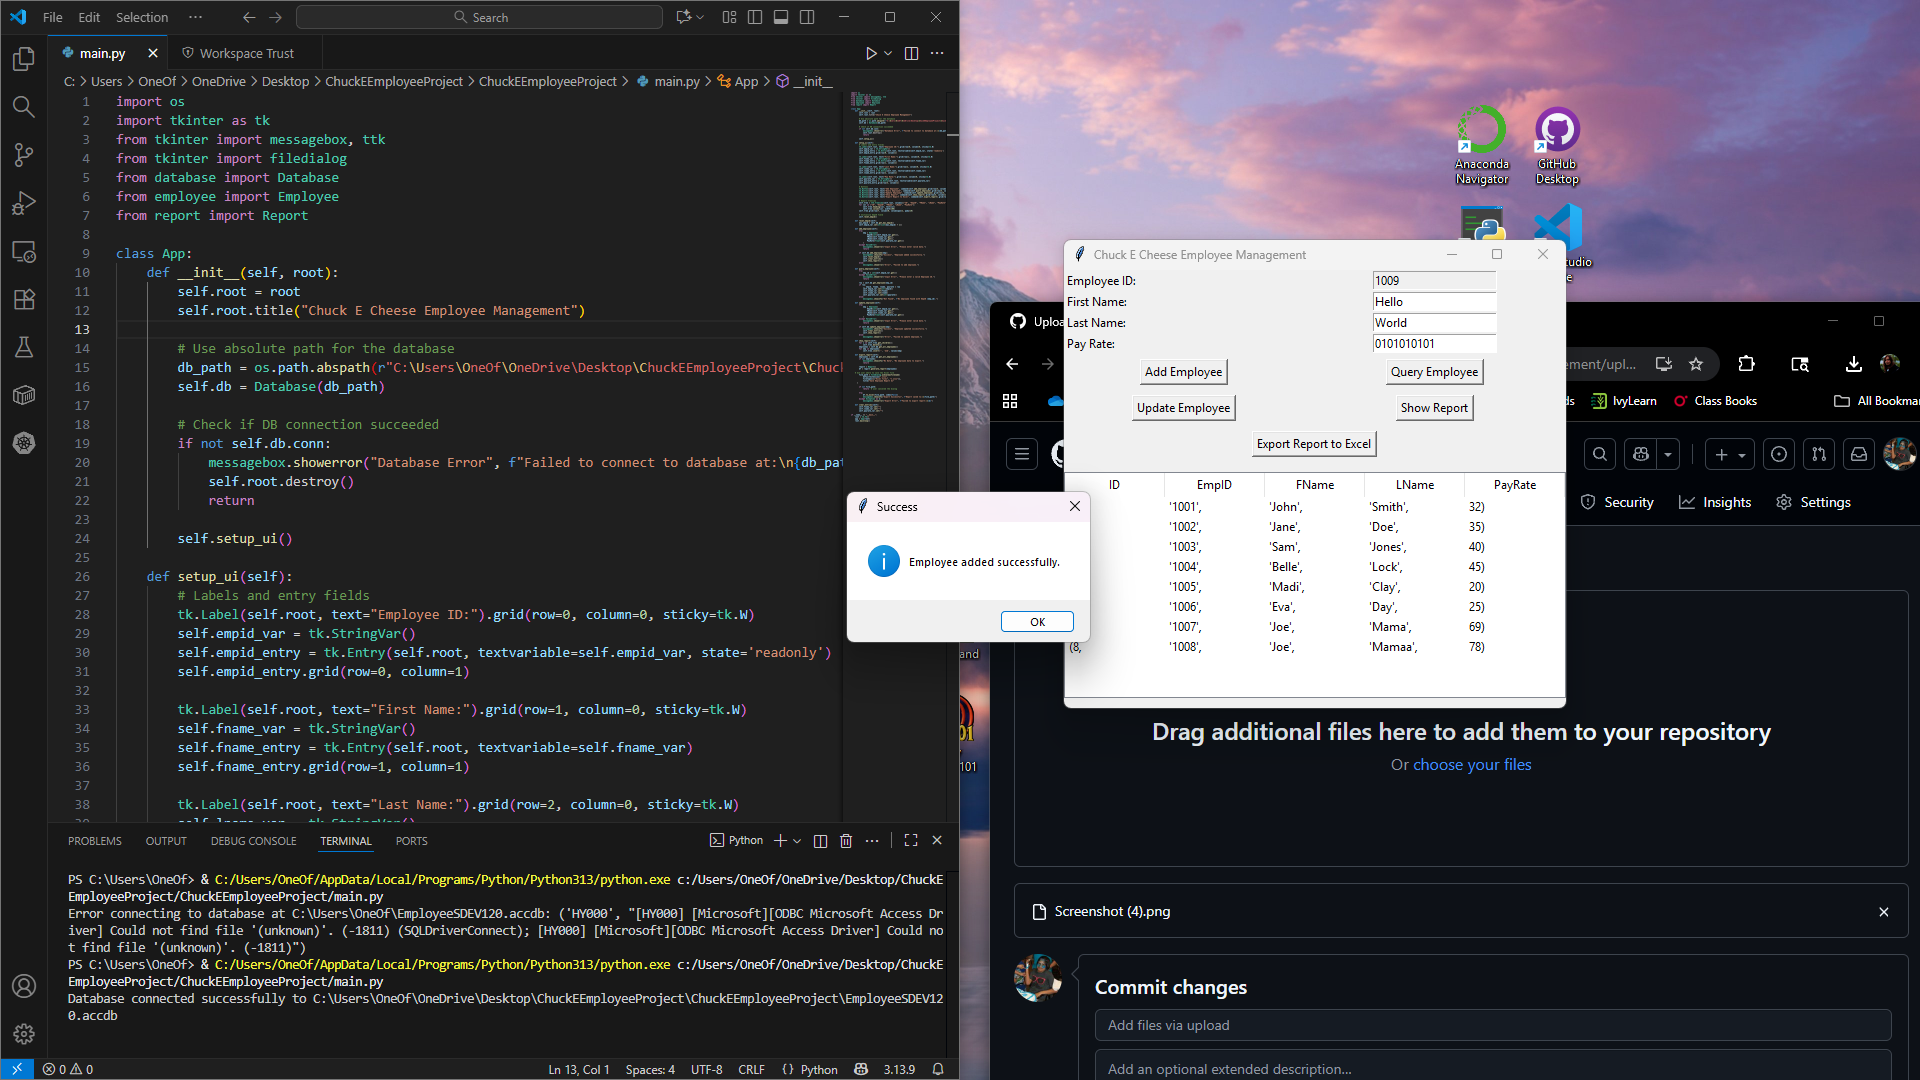 File Edit Selection ··· Search
main.py Workspace Trust
C: > Users > OneOf > OneDrive > Desktop > ChuckEEmployeeProject > ChuckEEmployeeProject > main.py > App > __init__
1 import os
2 import tkinter as tk
3 from tkinter import messagebox, ttk
4 from tkinter import filedialog
5 from database import Database
6 from employee import Employee
7 from report import Report
8
9 class App:
10 def __init__(self, root):
11 self.root = root
12 self.root.title("Chuck E Cheese Employee Management")
13
14 # Use absolute path for the database
15 db_path = os.path.abspath(r"C:\Users\OneOf\OneDrive\Desktop\ChuckEEmployeeProject\Chuck
16 self.db = Database(db_path)
17
18 # Check if DB connection succeeded
19 if not self.db.conn:
20 messagebox.showerror("Database Error", f"Failed to connect to database at:\n{db_pat
21 self.root.destroy()
22 return
23
24 self.setup_ui()
25
26 def setup_ui(self):
27 # Labels and entry fields
28 tk.Label(self.root, text="Employee ID:").grid(row=0, column=0, sticky=tk.W)
29 self.empid_var = tk.StringVar()
30 self.empid_entry = tk.Entry(self.root, textvariable=self.empid_var, state='readonly')
31 self.empid_entry.grid(row=0, column=1)
32
33 tk.Label(self.root, text="First Name:").grid(row=1, column=0, sticky=tk.W)
34 self.fname_var = tk.StringVar()
35 self.fname_entry = tk.Entry(self.root, textvariable=self.fname_var)
36 self.fname_entry.grid(row=1, column=1)
37
38 tk.Label(self.root, text="Last Name:").grid(row=2, column=0, sticky=tk.W)
PROBLEMS OUTPUT DEBUG CONSOLE TERMINAL PORTS Python
PS C:\Users\OneOf> & C:/Users/OneOf/AppData/Local/Programs/Python/Python313/python.exe c:/Users/OneOf/OneDrive/Desktop/ChuckE
EmployeeProject/ChuckEEmployeeProject/main.py
Error connecting to database at C:\Users\OneOf\EmployeeSDEV120.accdb: ('HY000', "[HY000] [Microsoft][ODBC Microsoft Access Dr
iver] Could not find file '(unknown)'. (-1811) (SQLDriverConnect); [HY000] [Microsoft][ODBC Microsoft Access Driver] Could no
t find file '(unknown)'. (-1811)")
PS C:\Users\OneOf> & C:/Users/OneOf/AppData/Local/Programs/Python/Python313/python.exe c:/Users/OneOf/OneDrive/Desktop/ChuckE
EmployeeProject/ChuckEEmployeeProject/main.py
Database connected successfully to C:\Users\OneOf\OneDrive\Desktop\ChuckEEmployeeProject\ChuckEEmployeeProject\EmployeeSDEV12
0.accdb
0 0 Ln 13, Col 1 Spaces: 4 UTF-8 CRLF {} Python 3.13.9
Success
Employee added successfully.
OK
Anaconda Navigator
GitHub Desktop
Chuck E Cheese Employee Management
Employee ID: 1009
First Name: Hello
Last Name: World
Pay Rate: 0101010101
Add Employee Query Employee
Update Employee Show Report
Export Report to Excel
ID EmpID FName LName PayRate
'1001', 'John', 'Smith', 32)
'1002', 'Jane', 'Doe', 35)
'1003', 'Sam', 'Jones', 40)
'1004', 'Belle', 'Lock', 45)
'1005', 'Madi', 'Clay', 20)
'1006', 'Eva', 'Day', 25)
'1007', 'Joe', 'Mama', 69)
(8, '1008', 'Joe', 'Mamaa', 78)
Uploa
ement/upl...
IvyLearn Class Books All Bookmar
Security Insights Settings
and
101
Drag additional files here to add them to your repository
Or choose your files
Screenshot (4).png
Commit changes
Add files via upload
Add an optional extended description...